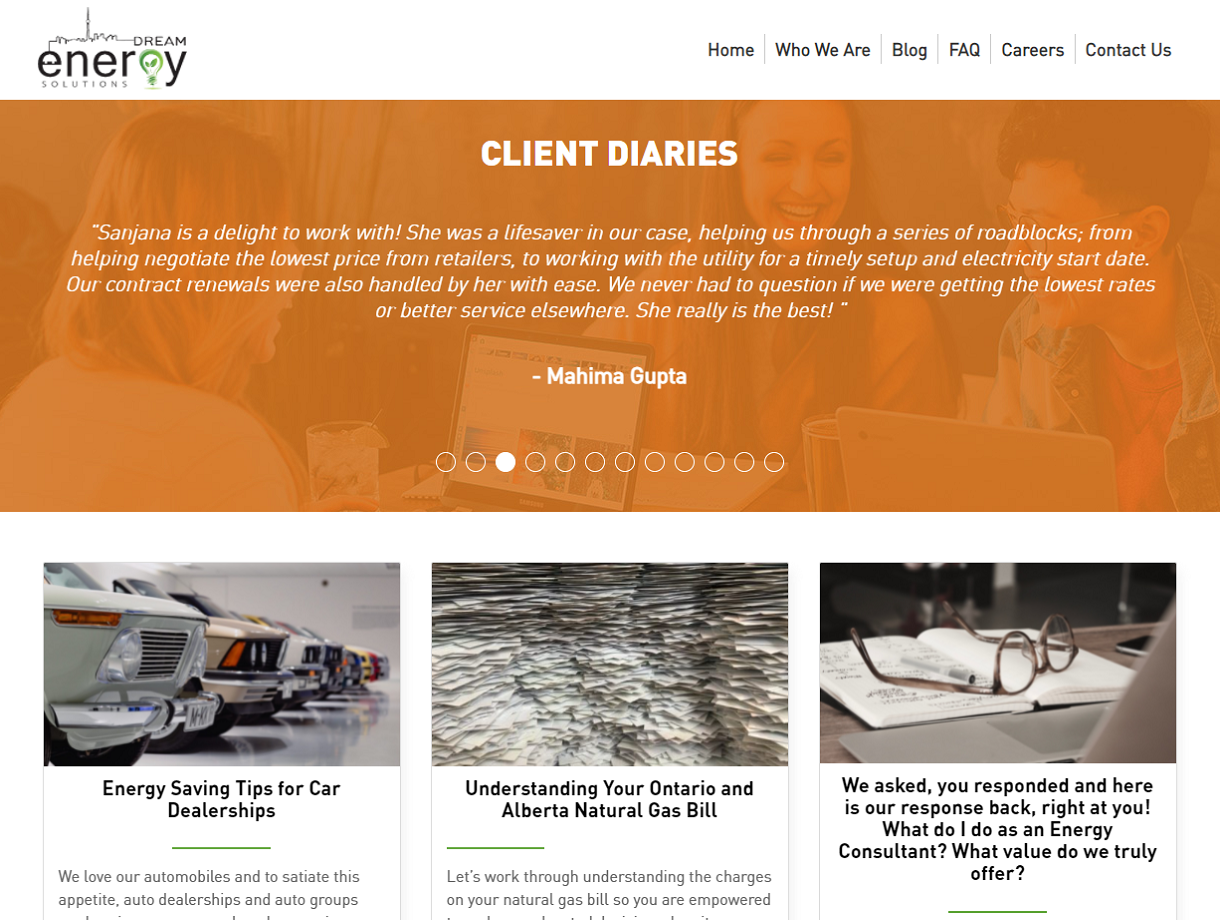 DREAM
energy
SOLUTIONS
Home
Who We Are
Blog
FAQ
Careers
Contact Us
CLIENT DIARIES
"Sanjana is a delight to work with! She was a lifesaver in our case, helping us through a series of roadblocks; from
helping negotiate the lowest price from retailers, to working with the utility for a timely setup and electricity start date.
Our contract renewals were also handled by her with ease. We never had to question if we were getting the lowest rates
or better service elsewhere. She really is the best! "
- Mahima Gupta
Energy Saving Tips for Car
Dealerships
We love our automobiles and to satiate this
appetite, auto dealerships and auto groups
Understanding Your Ontario and
Alberta Natural Gas Bill
Let's work through understanding the charges
on your natural gas bill so you are empowered
We asked, you responded and here
is our response back, right at you!
What do I do as an Energy
Consultant? What value do we truly
offer?